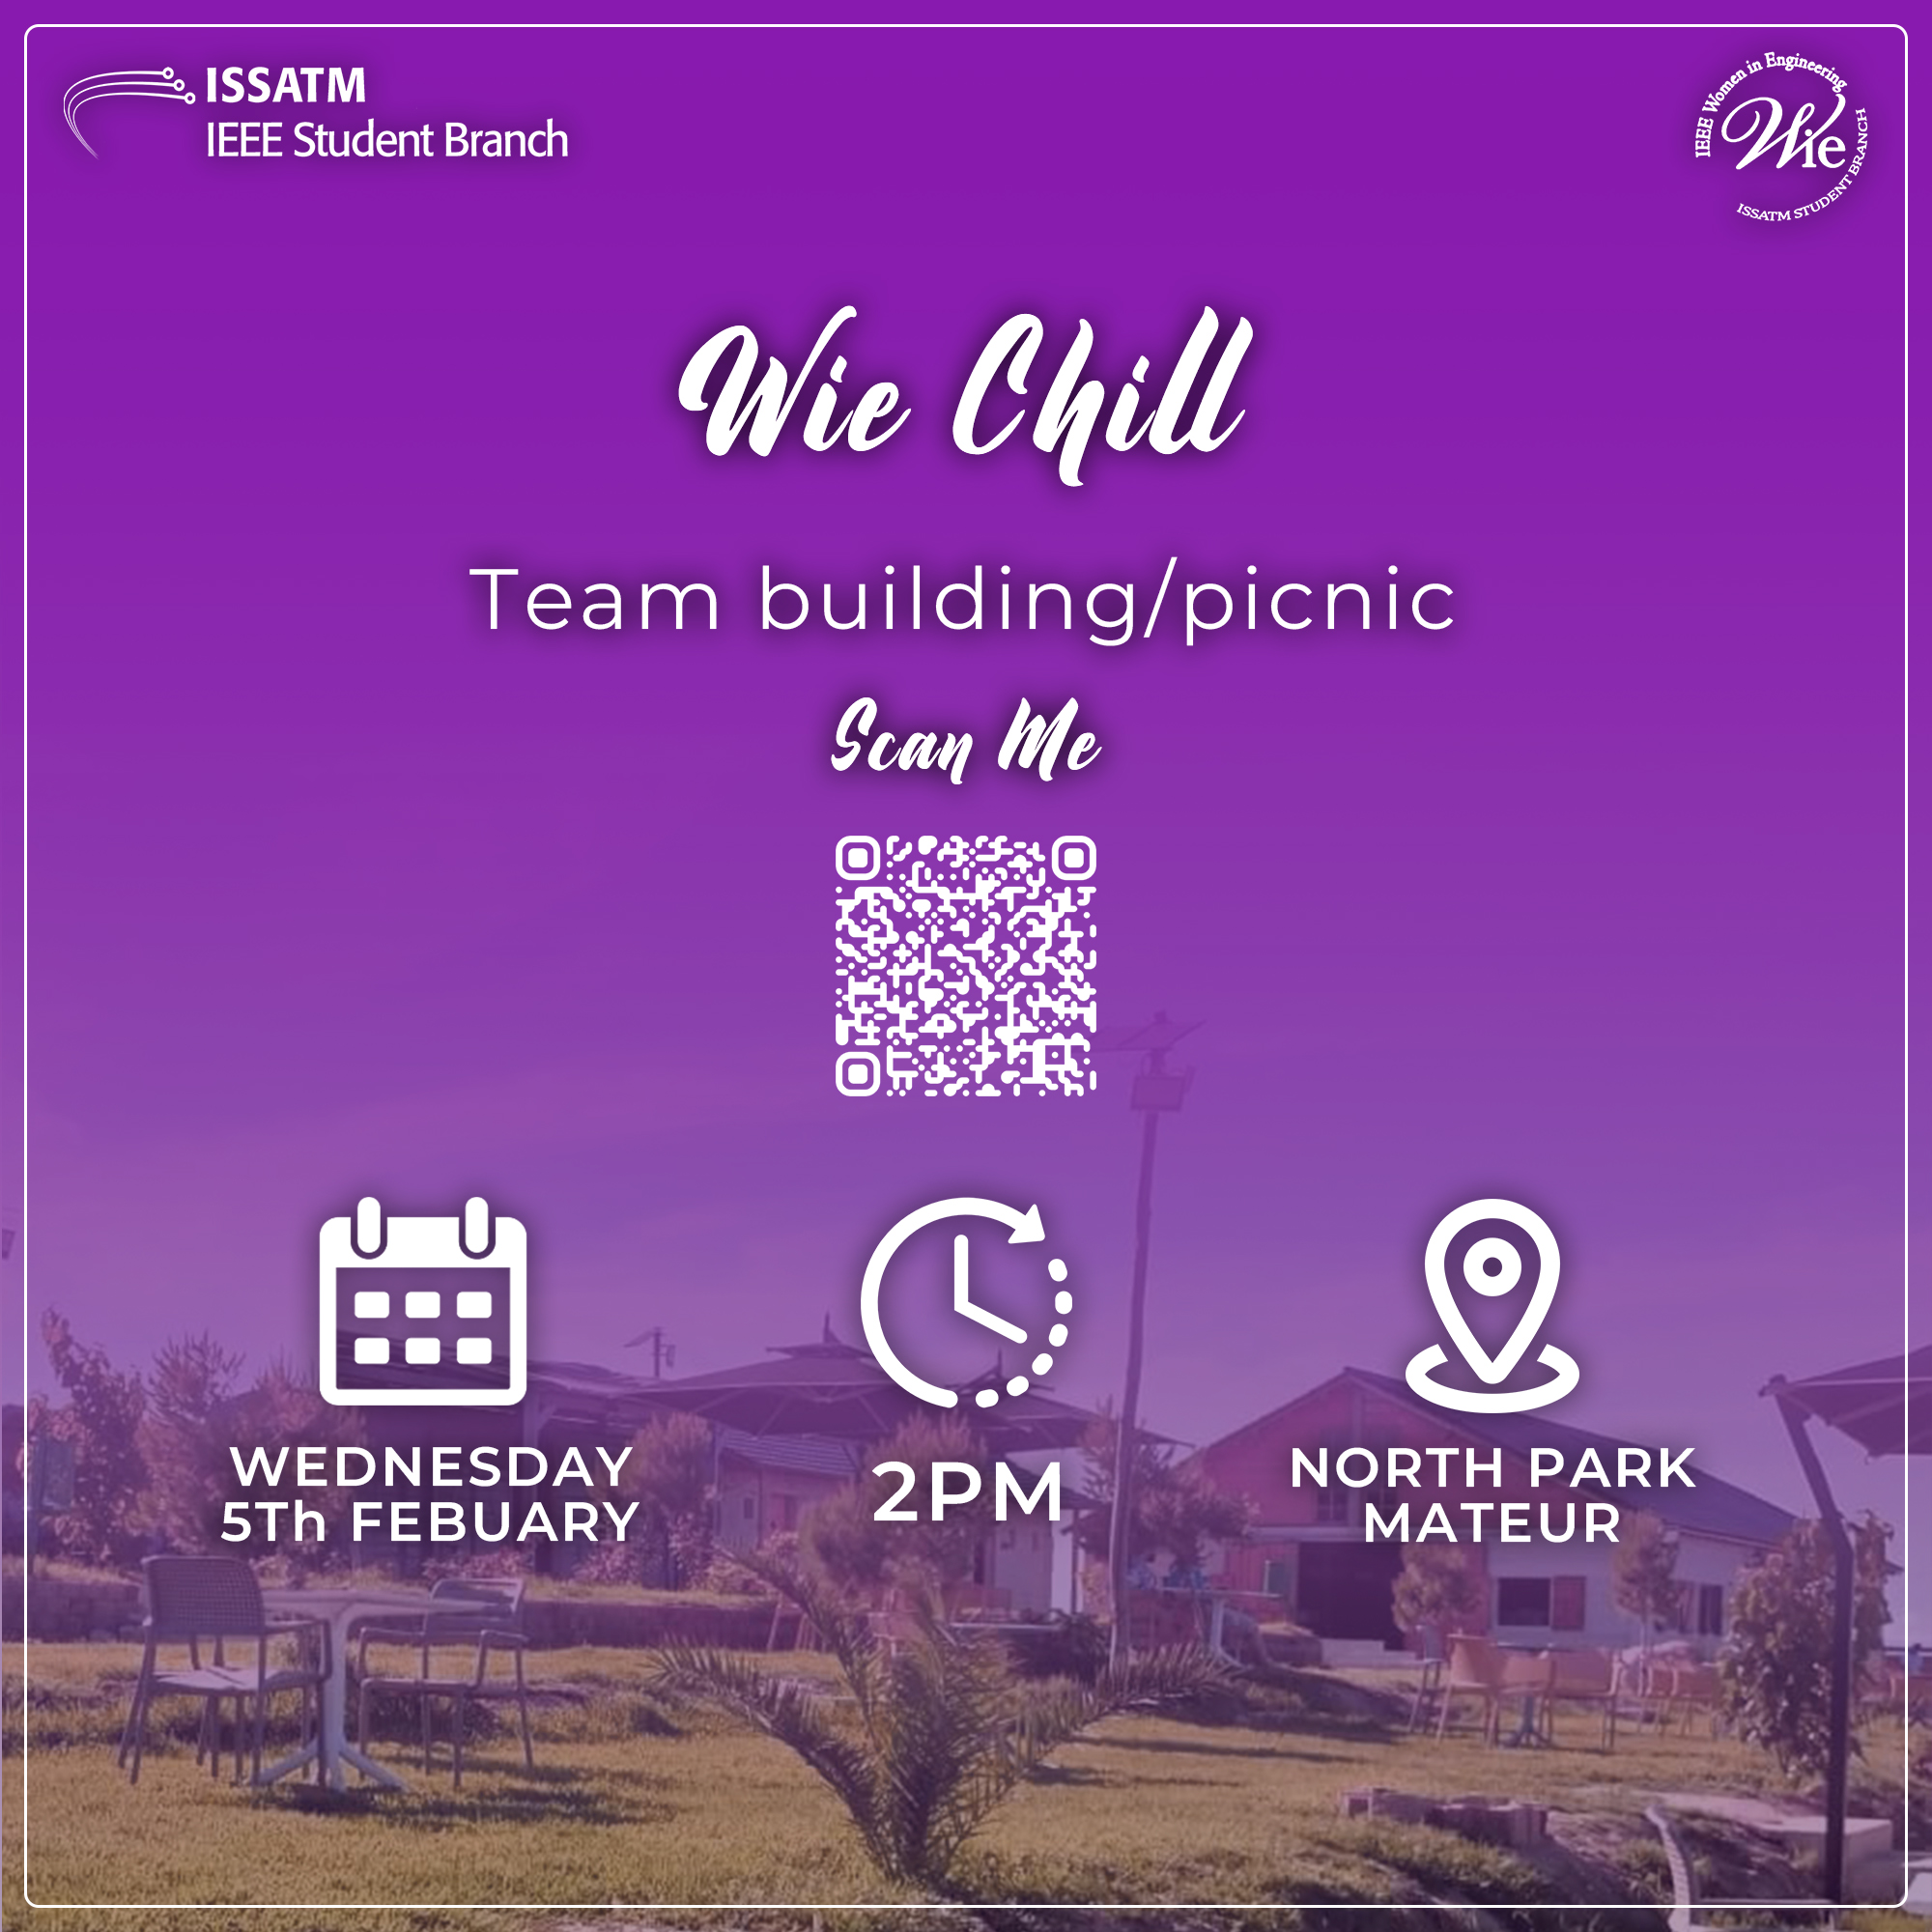 ISSATM
IEEE Student Branch
IEEE Women in Engineering
Wie
ISSATM STUDENT BRANCH
Wie Chill
Team building/picnic
Scan Me
WEDNESDAY
5Th FEBUARY
2PM
NORTH PARK
MATEUR